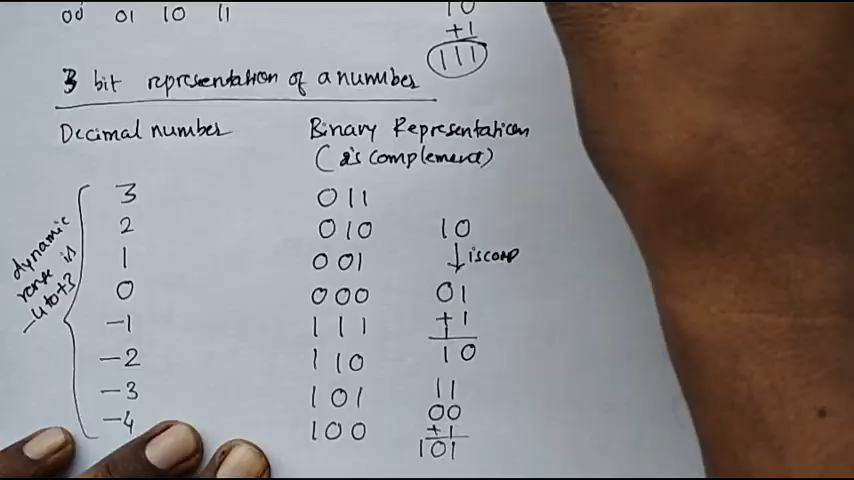 00 01 10 11
10
+1
111
3 bit representation of a number
Decimal number Binary Representation
(2's complement)
3 011
2 010 10
1 001 1's comp
0 000 01
-1 111 +1
-2 110 10
-3 101 11
00
-4 100 +1
101
dynamic
range is
-4 to +3